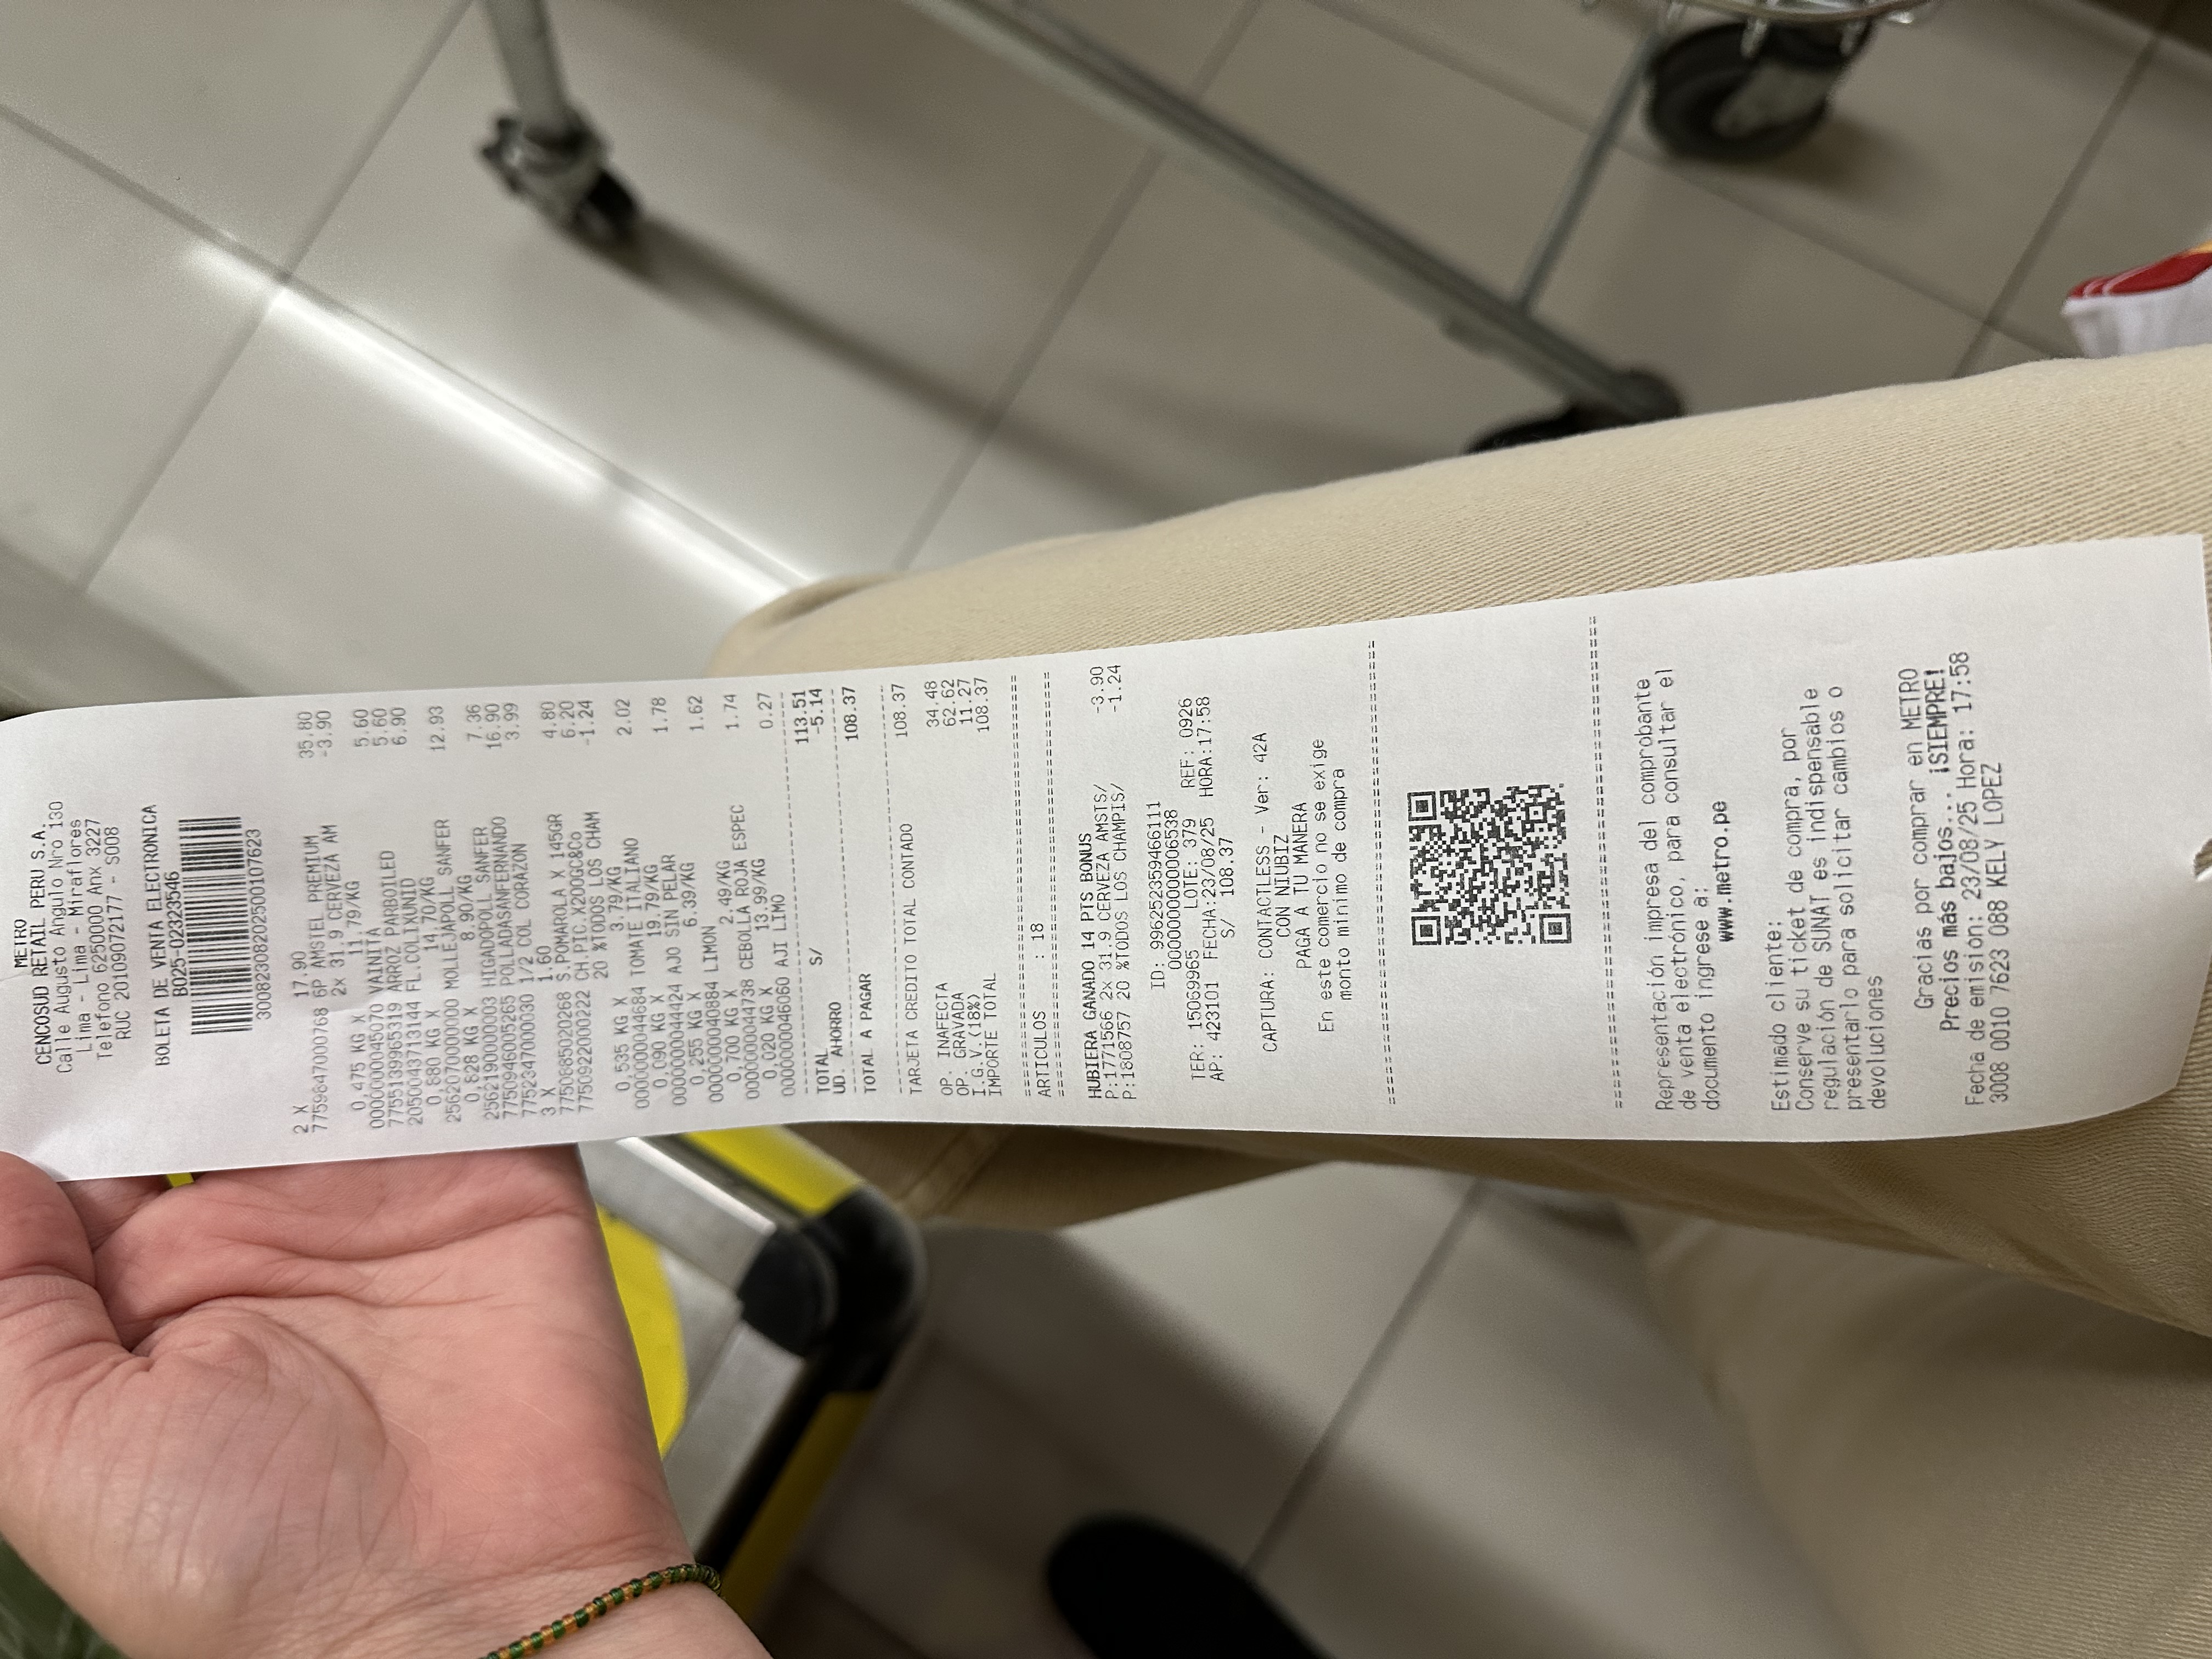 METRO
CENCOSUD RETAIL PERU S.A.
Calle Augusto Angulo Nro 130
Lima - Lima - Miraflores
Telefono 6250000 Anx 3227
RUC 20109072177 - S008
BOLETA DE VENTA ELECTRONICA
B025-02323546
30082308202500107623
2 X 17.90
7759847000768 6P AMSTEL PREMIUM 35.80
2x 31.9 CERVEZA AM -3.90
0,475 KG X 11.79/KG
0000000045070 VAINITA 5.60
7755139965319 ARROZ PARBOILED 5.60
2050043713144 FL.COLIXUNID 6.90
0,880 KG X 14.70/KG
2562070000000 MOLLEJAPOLL SANFER 12.93
0,828 KG X 8.90/KG
2562190000003 HIGADOPOLL SANFER 7.36
7750946005265 POLLADASANFERNANDO 16.90
7752347000030 1/2 COL CORAZON 3.99
3 X 1.60
7750885020268 S.POMAROLA X 145GR 4.80
7750922000222 CH.PIC.X200GC&Co 6.20
20 %TODOS LOS CHAM -1.24
0,535 KG X 3.79/KG
0000000044684 TOMATE ITALIANO 2.02
0,090 KG X 19.79/KG
0000000044424 AJO SIN PELAR 1.78
0,255 KG X 6.39/KG
0000000040884 LIMON 1.62
0,700 KG X 2.49/KG
0000000044738 CEBOLLA ROJA ESPEC 1.74
0,020 KG X 13.99/KG
0000000046060 AJI LIMO 0.27
TOTAL S/ 113.51
UD. AHORRO -5.14
TOTAL A PAGAR 108.37
TARJETA CREDITO TOTAL CONTADO 108.37
OP. INAFECTA 34.48
OP. GRAVADA 62.62
I.G.V.(18%) 11.27
IMPORTE TOTAL 108.37
ARTICULOS : 18
HUBIERA GANADO 14 PTS BONUS
P:1771566 2x 31.9 CERVEZA AMSTS/ -3.90
P:1808757 20 %TODOS LOS CHAMPIS/ -1.24
ID: 996252359466111
0000000000006538
TER: 15069965 LOTE: 379 REF: 0926
AP: 423101 FECHA:23/08/25 HORA:17:58
S/ 108.37
CAPTURA: CONTACTLESS - Ver: 42A
CON NIUBIZ
PAGA A TU MANERA
En este comercio no se exige
monto minimo de compra
Representación impresa del comprobante
de venta electrónico, para consultar el
documento ingrese a:
www.metro.pe
Estimado cliente:
Conserve su ticket de compra, por
regulación de SUNAT es indispensable
presentarlo para solicitar cambios o
devoluciones
Gracias por comprar en METRO
Precios más bajos... ¡SIEMPRE!
Fecha de emisión: 23/08/25 Hora: 17:58
3008 0010 7623 088 KELY LOPEZ